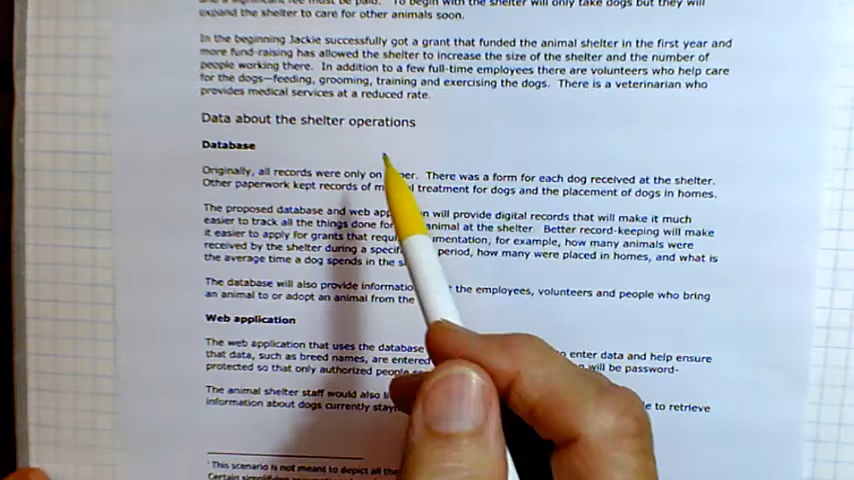 and a significant fee must be paid. To begin with the shelter will only take dogs but they will
expand the shelter to care for other animals soon.
In the beginning Jackie successfully got a grant that funded the animal shelter in the first year and
more fund-raising has allowed the shelter to increase the size of the shelter and the number of
people working there. In addition to a few full-time employees there are volunteers who help care
for the dogs—feeding, grooming, training and exercising the dogs. There is a veterinarian who
provides medical services at a reduced rate.
Data about the shelter operations
Database
Originally, all records were only on There was a form for each dog received at the shelter.
Other paperwork kept records of treatment for dogs and the placement of dogs in homes.
The proposed database and web will provide digital records that will make it much
easier to track all the things done for animal at the shelter. Better record-keeping will make
it easier to apply for grants that for example, how many animals were
received by the shelter during a period, how many were placed in homes, and what is
the average time a dog spends in the
The database will also provide the employees, volunteers and people who bring
an animal to or adopt an animal from the
Web application
The web application that uses the database enter data and help ensure
that data, such as breed names, are entered will be password-
protected so that only authorized people
The animal shelter staff would also to retrieve
information about dogs currently
This scenario is not meant to depict all the
Certain